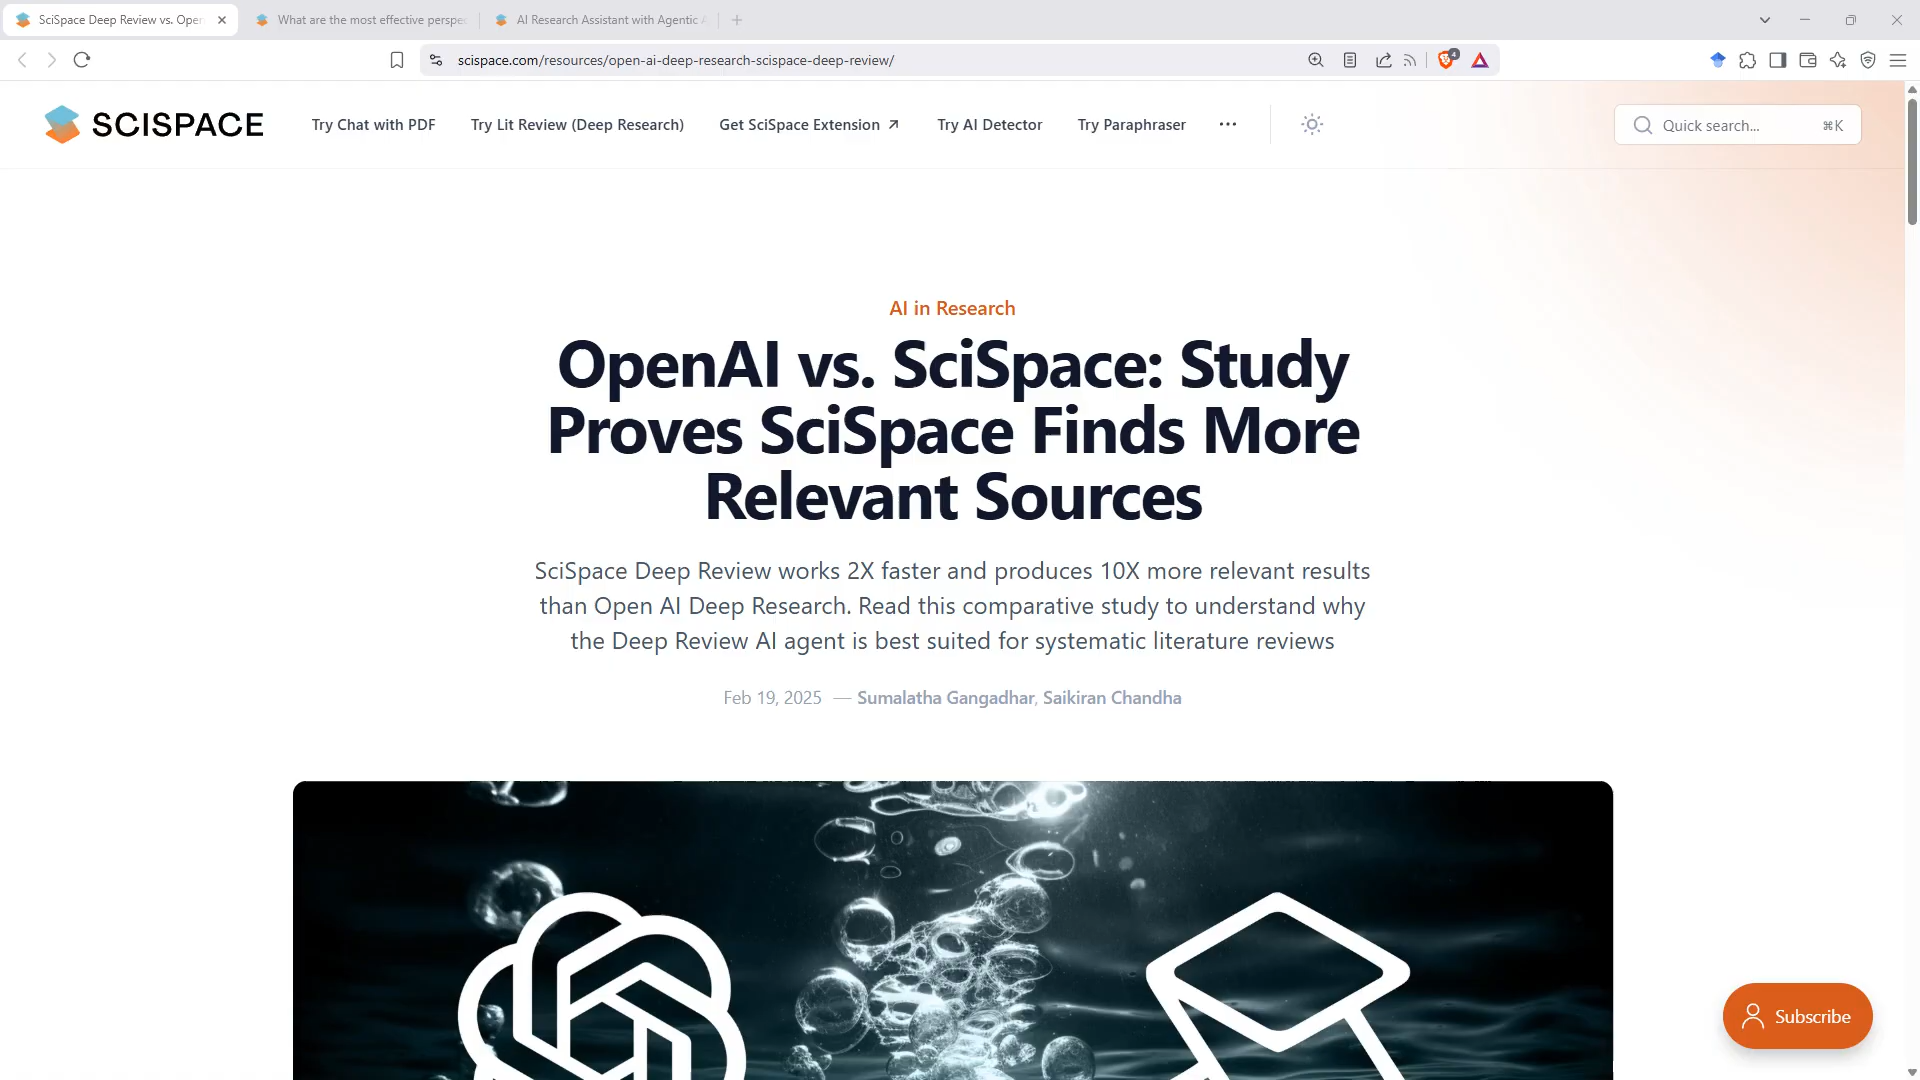 SciSpace Deep Review vs. Open
What are the most effective perspec
AI Research Assistant with Agentic A
scispace.com/resources/open-ai-deep-research-scispace-deep-review/
4
SCISPACE
Try Chat with PDF
Try Lit Review (Deep Research)
Get SciSpace Extension
Try AI Detector
Try Paraphraser
Quick search...
⌘K
AI in Research
OpenAI vs. SciSpace: Study
Proves SciSpace Finds More
Relevant Sources
SciSpace Deep Review works 2X faster and produces 10X more relevant results
than Open AI Deep Research. Read this comparative study to understand why
the Deep Review AI agent is best suited for systematic literature reviews
Feb 19, 2025 — Sumalatha Gangadhar, Saikiran Chandha
Subscribe